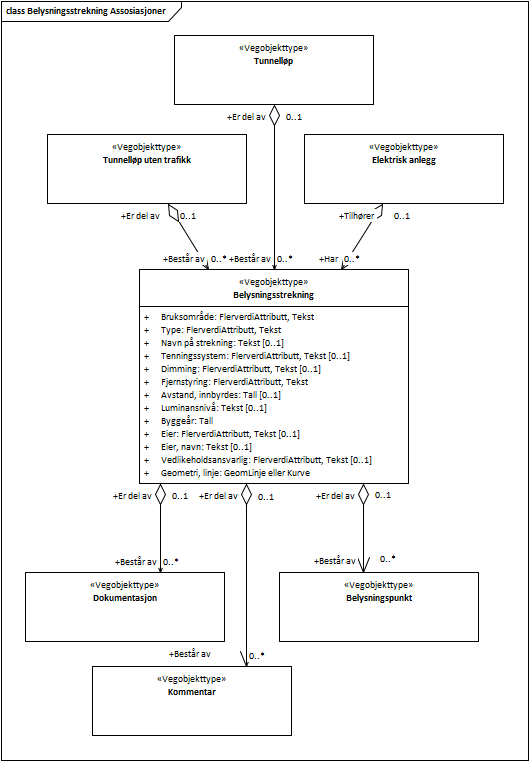 class Belysningsstrekning Assosiasjoner
«Vegobjekttype»
Tunnelløp
+Er del av
0..1
«Vegobjekttype»
Tunnelløp uten trafikk
«Vegobjekttype»
Elektrisk anlegg
+Er del av
0..1
+Tilhører
0..1
+Består av
0..*
+Består av
0..*
+Har
0..*
«Vegobjekttype»
Belysningsstrekning
+ Bruksområde: FlerverdiAttributt, Tekst
+ Type: FlerverdiAttributt, Tekst
+ Navn på strekning: Tekst [0..1]
+ Tenningssystem: FlerverdiAttributt, Tekst [0..1]
+ Dimming: FlerverdiAttributt, Tekst [0..1]
+ Fjernstyring: FlerverdiAttributt, Tekst
+ Avstand, innbyrdes: Tall [0..1]
+ Luminansnivå: Tekst [0..1]
+ Byggeår: Tall
+ Eier: FlerverdiAttributt, Tekst [0..1]
+ Eier, navn: Tekst [0..1]
+ Vedlikeholdsansvarlig: FlerverdiAttributt, Tekst [0..1]
+ Geometri, linje: GeomLinje eller Kurve
+Er del av
0..1
+Er del av
0..1
+Er del av
0..1
+Består av
0..*
+Består av
0..*
«Vegobjekttype»
Dokumentasjon
«Vegobjekttype»
Belysningspunkt
+Består av
0..*
«Vegobjekttype»
Kommentar